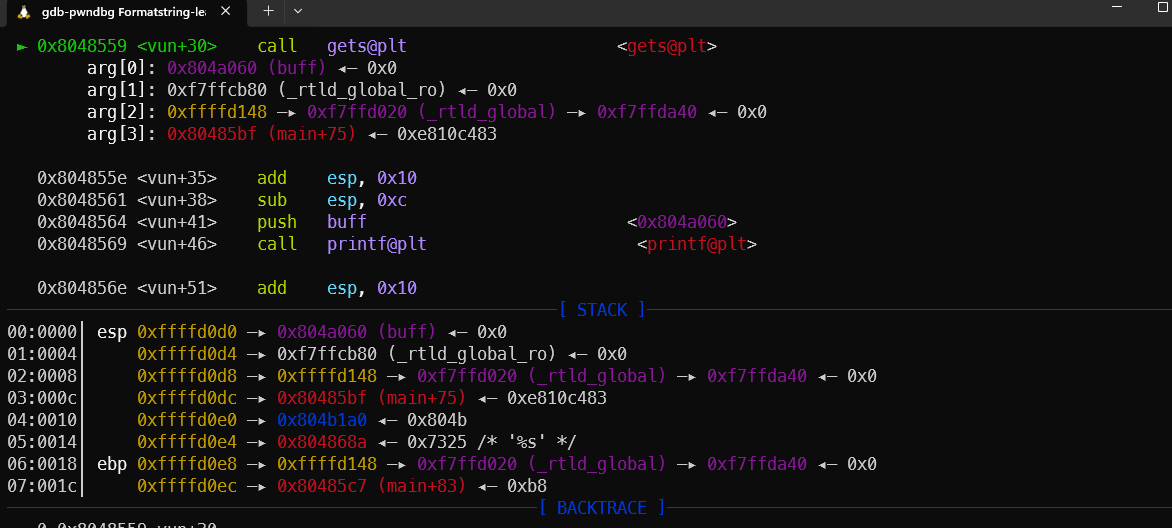 gdb-pwndbg Formatstring-lea
► 0x8048559 <vun+30> call gets@plt <gets@plt>
arg[0]: 0x804a060 (buff) ◂— 0x0
arg[1]: 0xf7ffcb80 (_rtld_global_ro) ◂— 0x0
arg[2]: 0xffffd148 —▸ 0xf7ffd020 (_rtld_global) —▸ 0xf7ffda40 ◂— 0x0
arg[3]: 0x80485bf (main+75) ◂— 0xe810c483
0x804855e <vun+35> add esp, 0x10
0x8048561 <vun+38> sub esp, 0xc
0x8048564 <vun+41> push buff <0x804a060>
0x8048569 <vun+46> call printf@plt <printf@plt>
0x804856e <vun+51> add esp, 0x10
[ STACK ]
00:0000│ esp 0xffffd0d0 —▸ 0x804a060 (buff) ◂— 0x0
01:0004│ 0xffffd0d4 —▸ 0xf7ffcb80 (_rtld_global_ro) ◂— 0x0
02:0008│ 0xffffd0d8 —▸ 0xffffd148 —▸ 0xf7ffd020 (_rtld_global) —▸ 0xf7ffda40 ◂— 0x0
03:000c│ 0xffffd0dc —▸ 0x80485bf (main+75) ◂— 0xe810c483
04:0010│ 0xffffd0e0 —▸ 0x804b1a0 ◂— 0x804b
05:0014│ 0xffffd0e4 —▸ 0x804868a ◂— 0x7325 /* '%s' */
06:0018│ ebp 0xffffd0e8 —▸ 0xffffd148 —▸ 0xf7ffd020 (_rtld_global) —▸ 0xf7ffda40 ◂— 0x0
07:001c│ 0xffffd0ec —▸ 0x80485c7 (main+83) ◂— 0xb8
[ BACKTRACE ]
0 0x8048559 vun+30